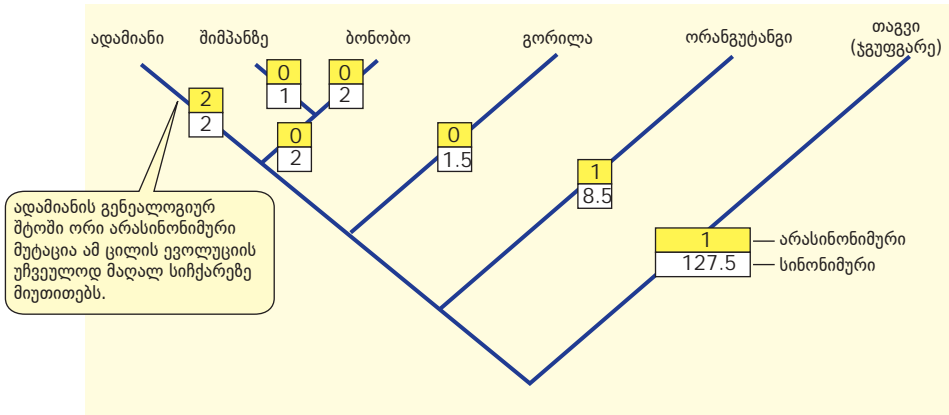 ადამიანი
შიმპანზე
ბონობო
გორილა
ორანგუტანგი
თაგვი
(ჯგუფგარე)
0
1
0
2
2
2
0
2
0
1.5
1
8.5
1
127.5
არასინონიმური
სინონიმური
ადამიანის გენეალოგიურ
შტოში ორი არასინონიმური
მუტაცია ამ ცილის ევოლუციის
უჩვეულოდ მაღალ სიჩქარეზე
მიუთითებს.